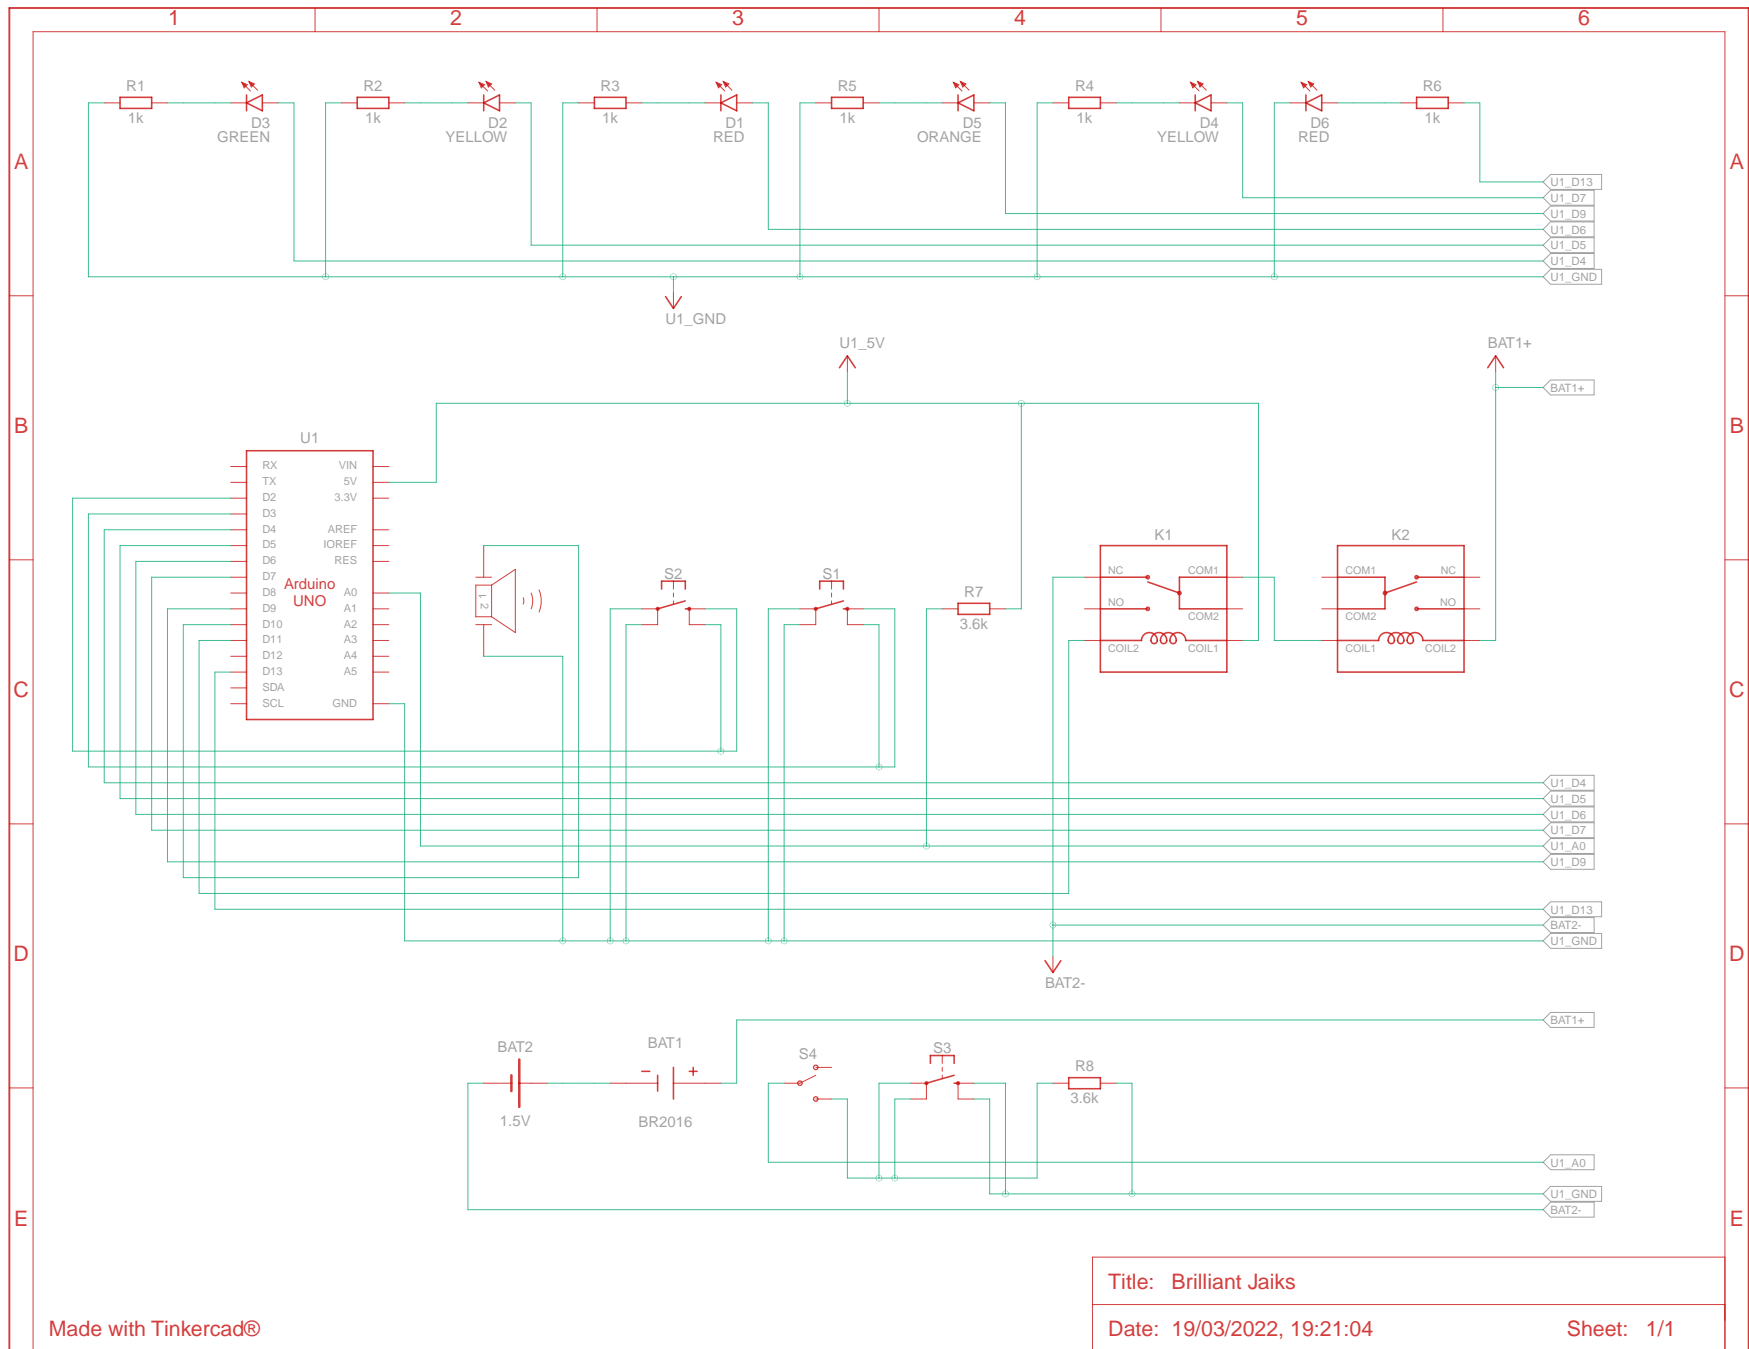 1 2 3 4 5 6
R1 R2 R3 R5 R4 R6
1k D3 1k D2 1k D1 1k D5 1k D4 D6 1k
GREEN YELLOW RED ORANGE YELLOW RED
A A
U1_D13
U1_D7
U1_D9
U1_D6
U1_D5
U1_D4
U1_GND
U1_GND
U1_5V BAT1+
BAT1+
B B
U1
RX VIN
TX 5V
D2 3.3V
D3
D4 AREF
D5 IOREF
D6 RES
D7
D8 A0
D9 A1
D10 A2
D11 A3
D12 A4
D13 A5
SDA
SCL GND
Arduino
UNO
1 2
S2 S1
R7
3.6k
K1 K2
NC COM1 COM1 NC
NO NO
COM2 COM2
COIL2 COIL1 COIL1 COIL2
C C
U1_D4
U1_D5
U1_D6
U1_D7
U1_A0
U1_D9
U1_D13
BAT2-
U1_GND
D D
BAT2-
BAT1+
BAT2 BAT1 S4 S3 R8
- +
1.5V BR2016 3.6k
U1_A0
U1_GND
BAT2-
E E
Title: Brilliant Jaiks
Made with Tinkercad® Date: 19/03/2022, 19:21:04 Sheet: 1/1